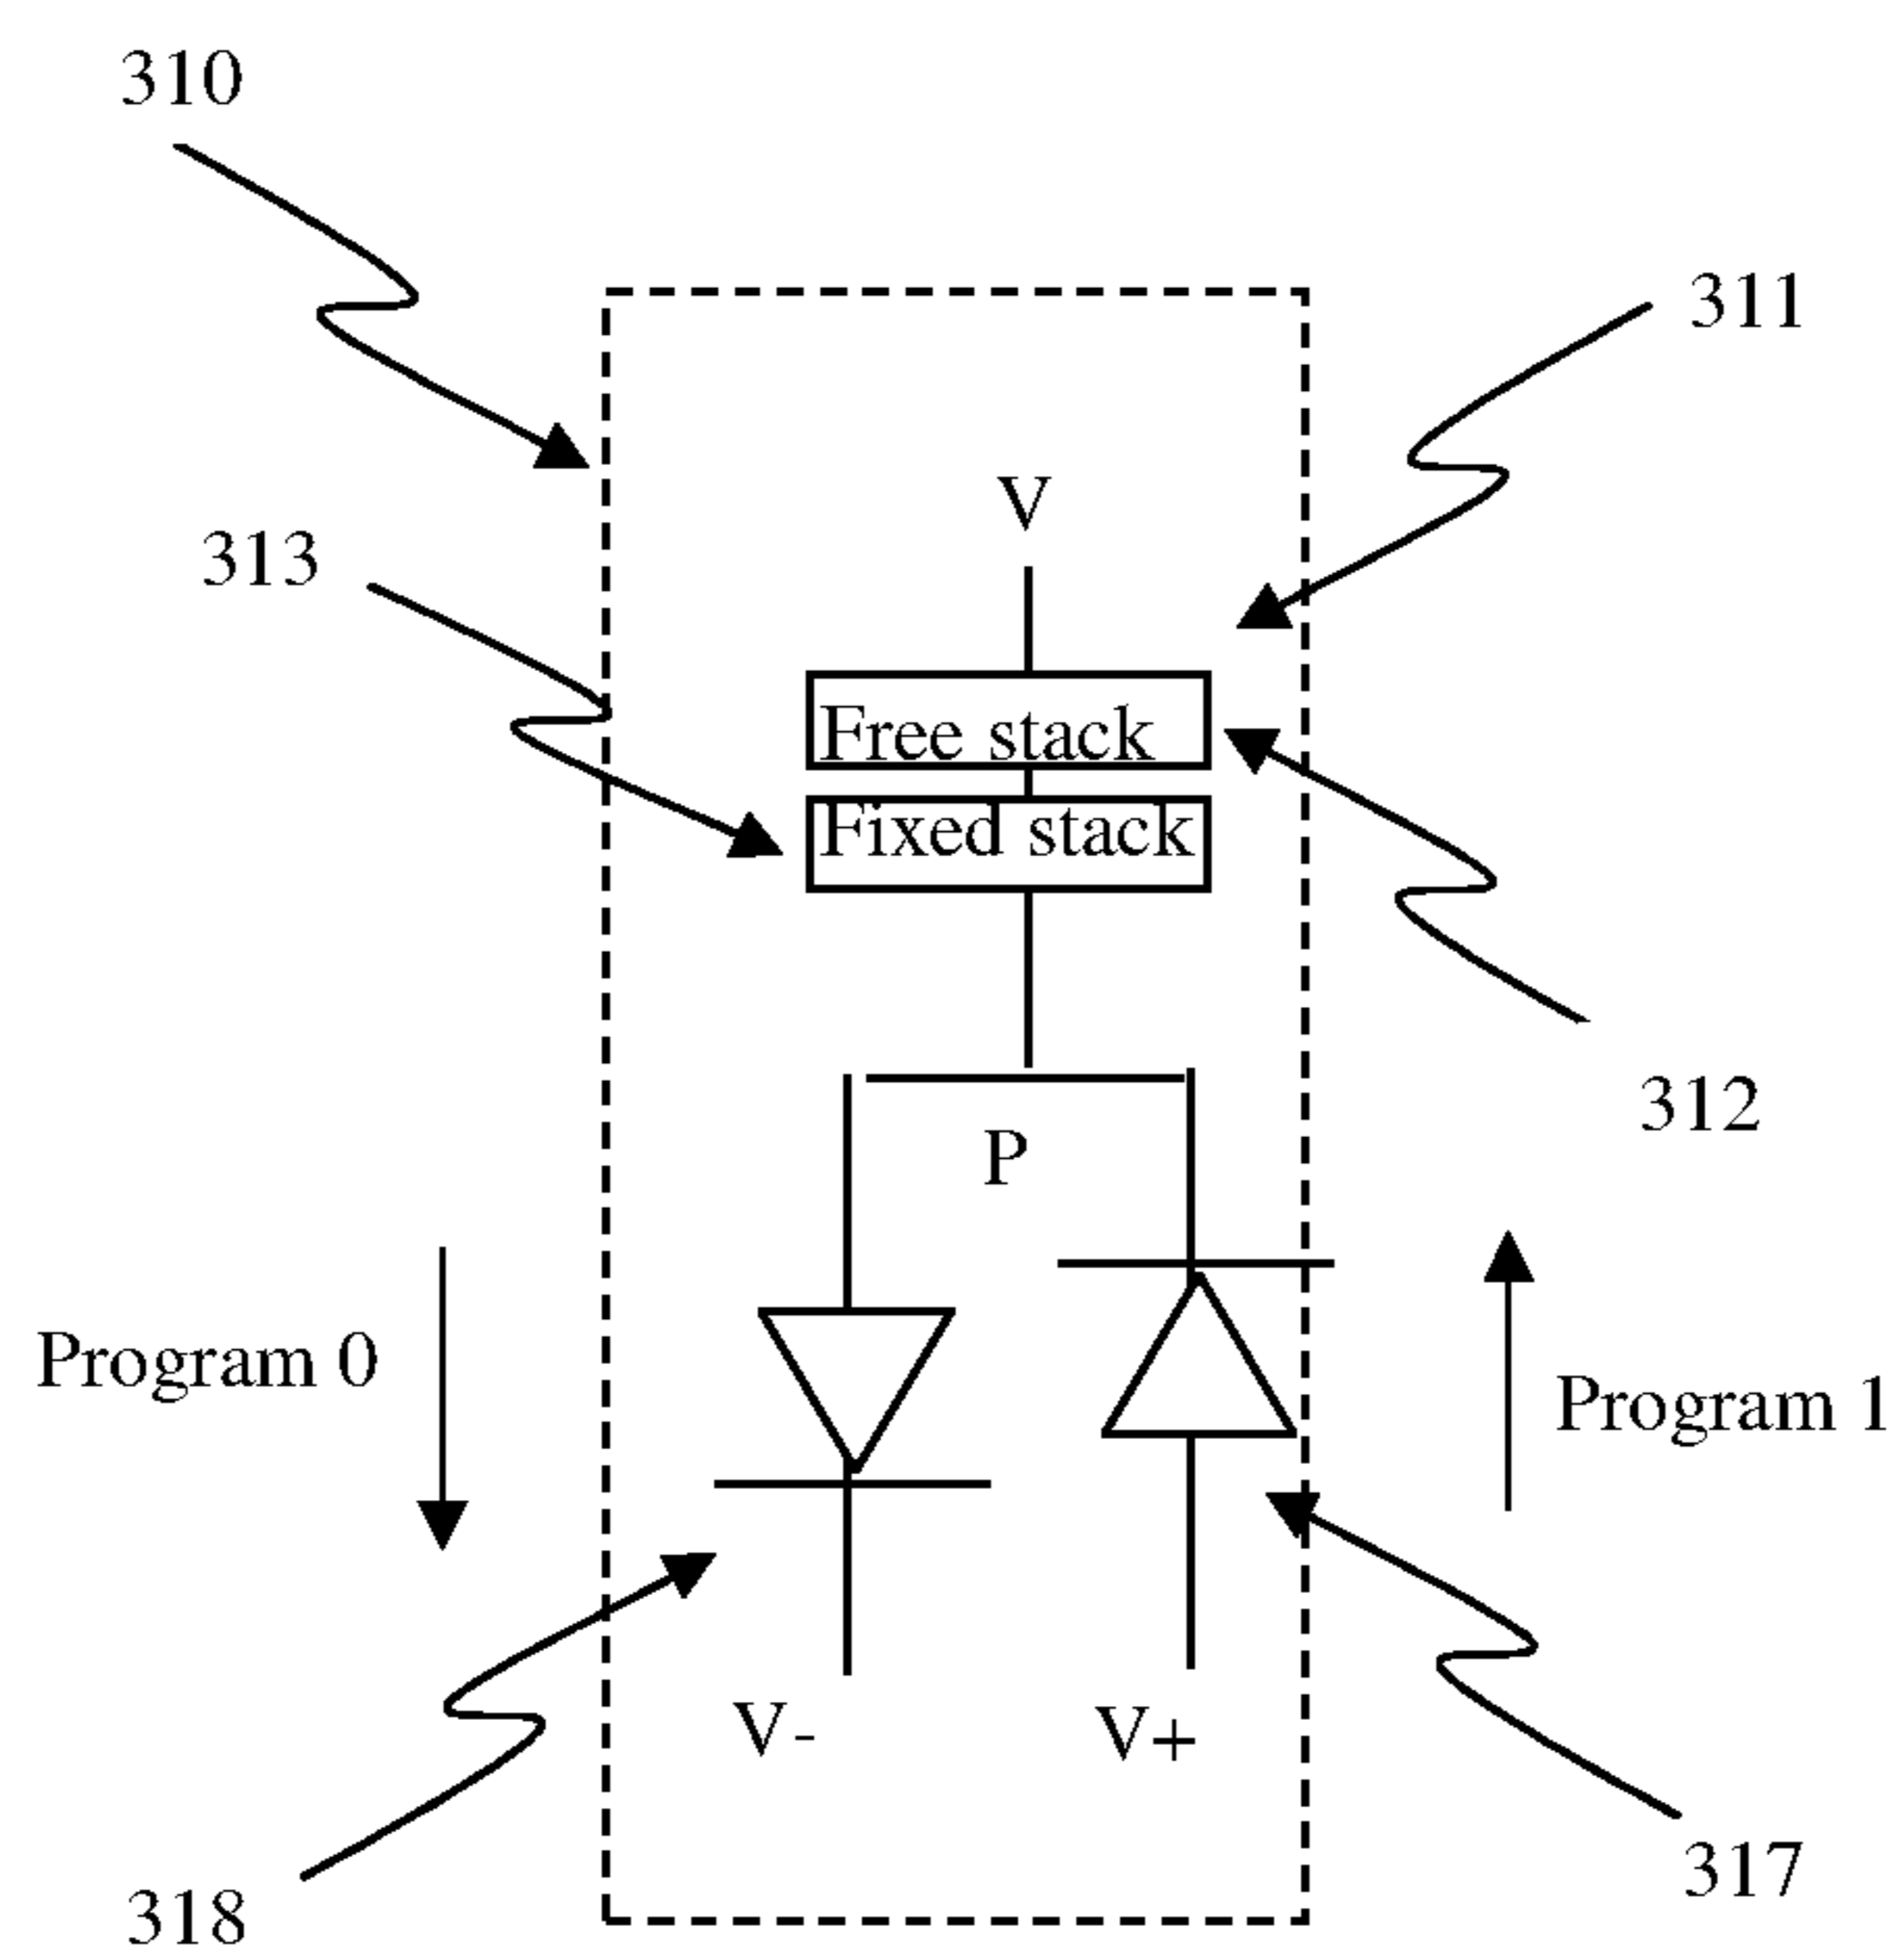 310
311
V
313
Free stack
Fixed stack
312
P
Program 0
Program 1
V-
V+
317
318